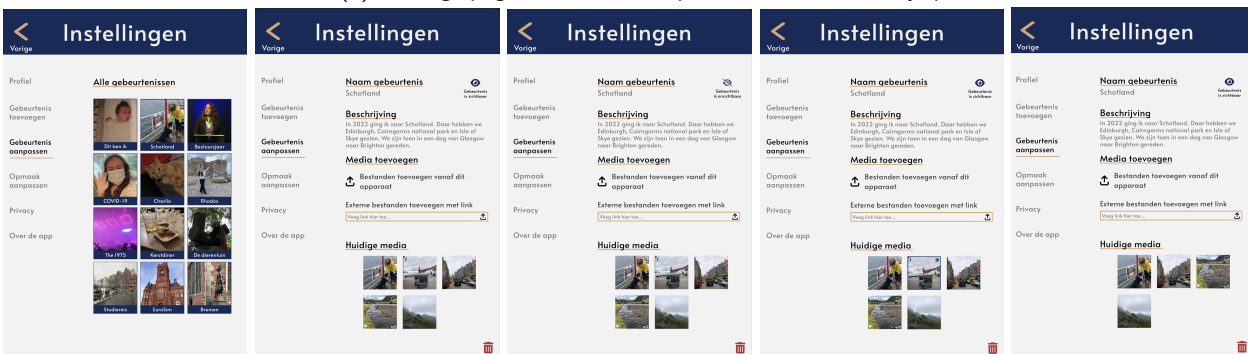 Instellingen
Vorige
Profiel
Gebeurtenis
toevoegen
Gebeurtenis
aanpassen
Opmaak
aanpassen
Privacy
Over de app
Alle gebeurtenissen
Dit ben
Schotland
Bestuursjaar
COVID-19
Charlie
Rhodos
The 1975
Kerstdiner
De dierentuin
Studiereis
EuroSim
Bremen
Instellingen
Vorige
Profiel
Gebeurtenis
toevoegen
Gebeurtenis
aanpassen
Opmaak
aanpassen
Privacy
Over de app
Naam gebeurtenis
Schotland
Gebeurtenis
is zichtbaar
Beschrijving
In 2022 ging ik naar Schotland. Daar hebben we
Edinburgh, Cairngorms national park en Isle of
Skye gezien. We zijn toen in een dag van Glasgow
naar Brighton gereden.
Media toevoegen
Bestanden toevoegen vanaf dit
apparaat
Externe bestanden toevoegen met link
Voeg link hier toe...
Huidige media
Instellingen
Vorige
Profiel
Gebeurtenis
toevoegen
Gebeurtenis
aanpassen
Opmaak
aanpassen
Privacy
Over de app
Naam gebeurtenis
Schotland
Gebeurtenis
is onzichtbaar
Beschrijving
In 2022 ging ik naar Schotland. Daar hebben we
Edinburgh, Cairngorms national park en Isle of
Skye gezien. We zijn toen in een dag van Glasgow
naar Brighton gereden.
Media toevoegen
Bestanden toevoegen vanaf dit
apparaat
Externe bestanden toevoegen met link
Voeg link hier toe...
Huidige media
Instellingen
Vorige
Profiel
Gebeurtenis
toevoegen
Gebeurtenis
aanpassen
Opmaak
aanpassen
Privacy
Over de app
Naam gebeurtenis
Schotland
Gebeurtenis
is zichtbaar
Beschrijving
In 2022 ging ik naar Schotland. Daar hebben we
Edinburgh, Cairngorms national park en Isle of
Skye gezien. We zijn toen in een dag van Glasgow
naar Brighton gereden.
Media toevoegen
Bestanden toevoegen vanaf dit
apparaat
Externe bestanden toevoegen met link
Voeg link hier toe...
Huidige media
Instellingen
Vorige
Profiel
Gebeurtenis
toevoegen
Gebeurtenis
aanpassen
Opmaak
aanpassen
Privacy
Over de app
Naam gebeurtenis
Schotland
Gebeurtenis
is zichtbaar
Beschrijving
In 2022 ging ik naar Schotland. Daar hebben we
Edinburgh, Cairngorms national park en Isle of
Skye gezien. We zijn toen in een dag van Glasgow
naar Brighton gereden.
Media toevoegen
Bestanden toevoegen vanaf dit
apparaat
Externe bestanden toevoegen met link
Voeg link hier toe...
Huidige media